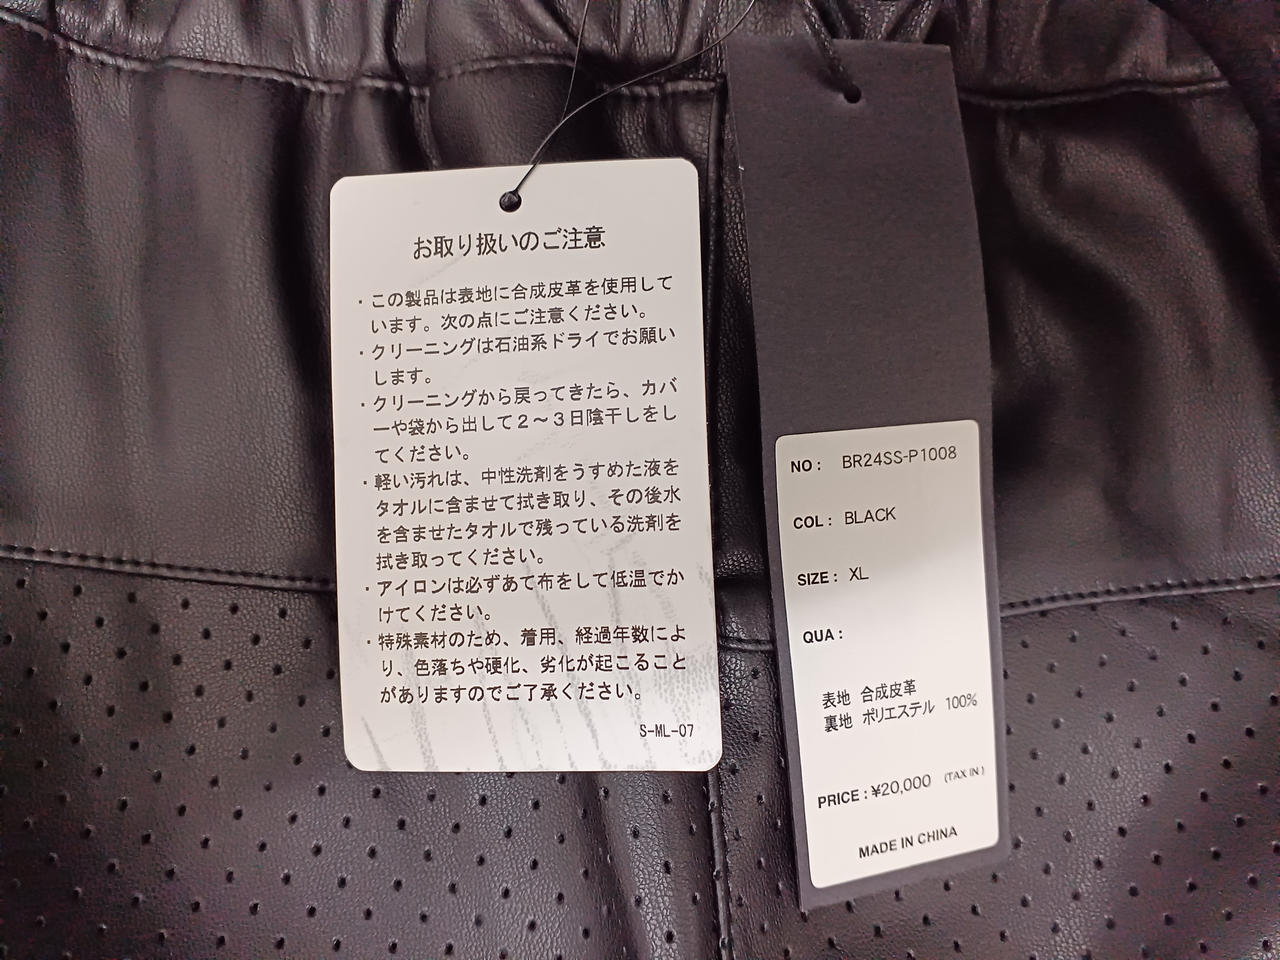 お取り扱いのご注意
・この製品は表地に合成皮革を使用して
います。次の点にご注意ください。
・クリーニングは石油系ドライでお願い
します。
・クリーニングから戻ってきたら、カバ
ーや袋から出して２～３日陰干しをし
てください。
・軽い汚れは、中性洗剤をうすめた液を
タオルに含ませて拭き取り、その後水
を含ませたタオルで残っている洗剤を
拭き取ってください。
・アイロンは必ずあて布をして低温でか
けてください。
・特殊素材のため、着用、経過年数によ
り、色落ちや硬化、劣化が起こること
がありますのでご了承ください。
S-ML-07
NO : BR24SS-P1008
COL : BLACK
SIZE : XL
QUA :
表地 合成皮革
裏地 ポリエステル 100%
PRICE : ¥20,000 (TAX IN)
MADE IN CHINA